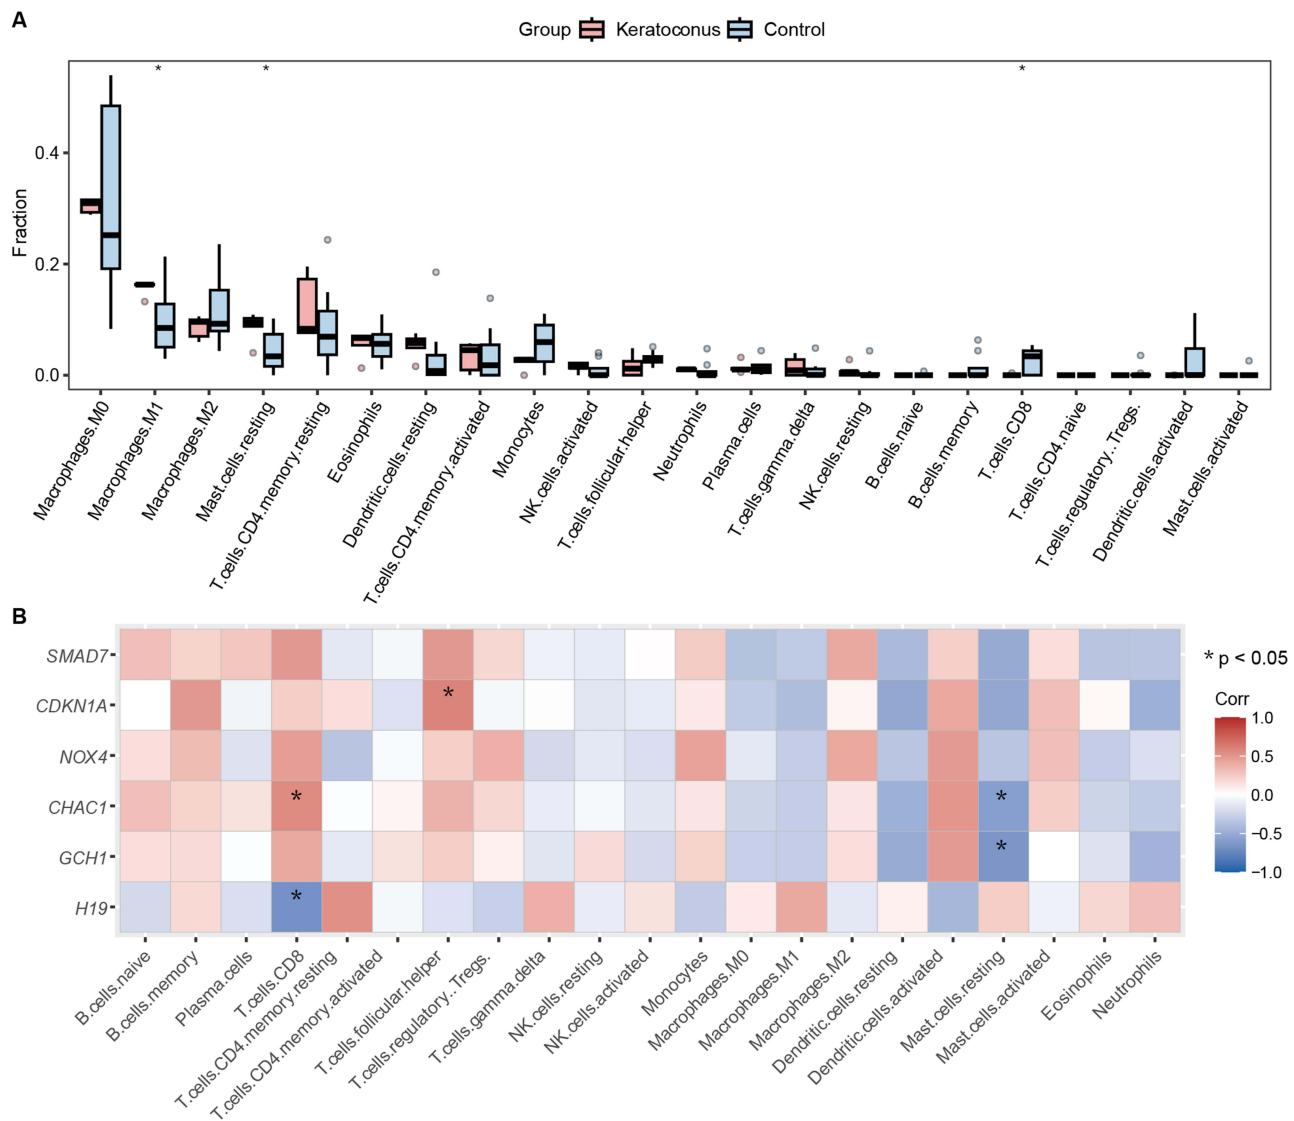 A
Group Keratoconus Control
* * *
Fraction
0.4
0.2
0.0
Macrophages.M0
Macrophages.M1
Macrophages.M2
Mast.cells.resting
T.cells.CD4.memory.resting
Eosinophils
Dendritic.cells.resting
T.cells.CD4.memory.activated
Monocytes
NK.cells.activated
T.cells.follicular.helper
Neutrophils
Plasma.cells
T.cells.gamma.delta
NK.cells.resting
B.cells.naive
B.cells.memory
T.cells.CD8
T.cells.CD4.naive
T.cells.regulatory..Tregs.
Dendritic.cells.activated
Mast.cells.activated
B
SMAD7
CDKN1A *
NOX4
CHAC1 * *
GCH1 *
H19 *
* p < 0.05
Corr
1.0
0.5
0.0
−0.5
−1.0
B.cells.naive
B.cells.memory
Plasma.cells
T.cells.CD8
T.cells.CD4.memory.resting
T.cells.CD4.memory.activated
T.cells.follicular.helper
T.cells.regulatory..Tregs.
T.cells.gamma.delta
NK.cells.resting
NK.cells.activated
Monocytes
Macrophages.M0
Macrophages.M1
Macrophages.M2
Dendritic.cells.resting
Dendritic.cells.activated
Mast.cells.resting
Mast.cells.activated
Eosinophils
Neutrophils